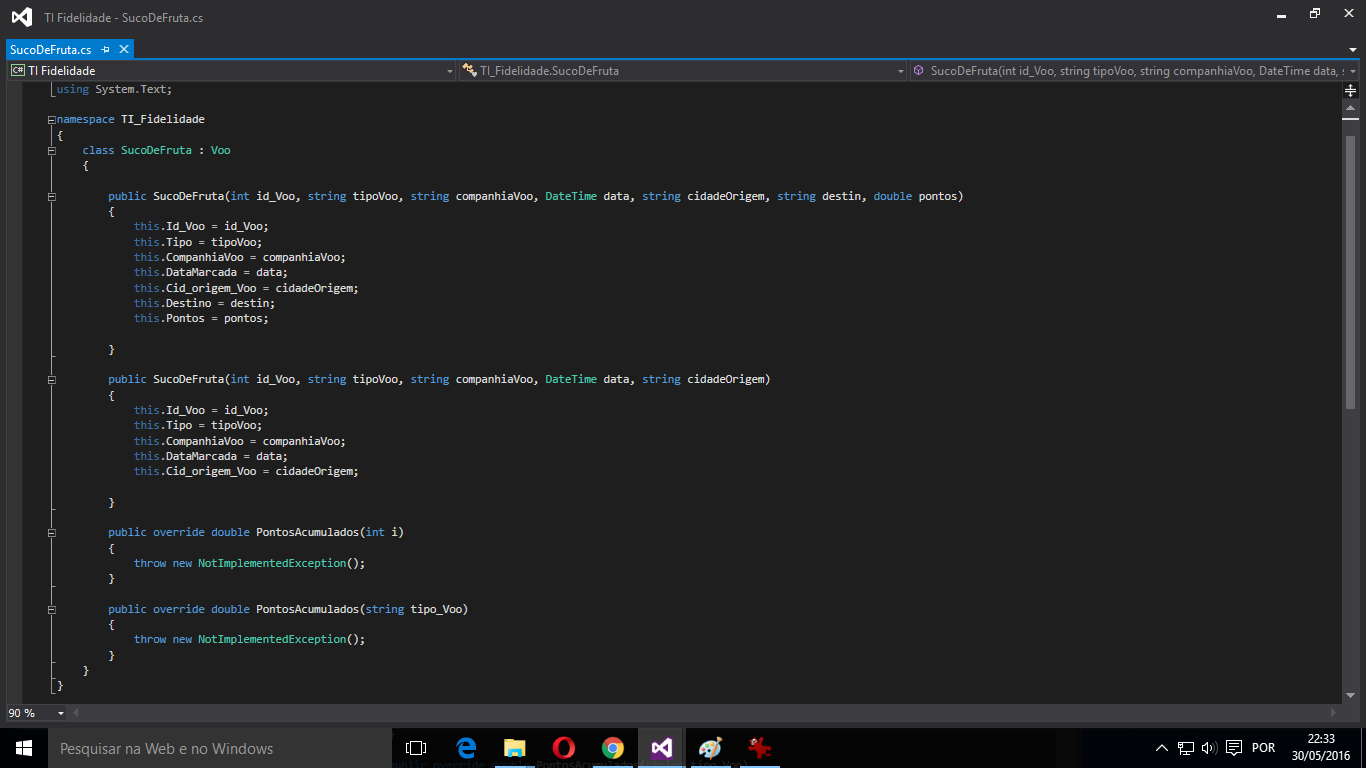 TI Fidelidade - SucoDeFruta.cs
SucoDeFruta.cs
TI Fidelidade
TI_Fidelidade.SucoDeFruta
SucoDeFruta(int id_Voo, string tipoVoo, string companhiaVoo, DateTime data, s
using System.Text;
namespace TI_Fidelidade
{
class SucoDeFruta : Voo
{
public SucoDeFruta(int id_Voo, string tipoVoo, string companhiaVoo, DateTime data, string cidadeOrigem, string destin, double pontos)
{
this.Id_Voo = id_Voo;
this.Tipo = tipoVoo;
this.CompanhiaVoo = companhiaVoo;
this.DataMarcada = data;
this.Cid_origem_Voo = cidadeOrigem;
this.Destino = destin;
this.Pontos = pontos;
}
public SucoDeFruta(int id_Voo, string tipoVoo, string companhiaVoo, DateTime data, string cidadeOrigem)
{
this.Id_Voo = id_Voo;
this.Tipo = tipoVoo;
this.CompanhiaVoo = companhiaVoo;
this.DataMarcada = data;
this.Cid_origem_Voo = cidadeOrigem;
}
public override double PontosAcumulados(int i)
{
throw new NotImplementedException();
}
public override double PontosAcumulados(string tipo_Voo)
{
throw new NotImplementedException();
}
}
}
90 %
Pesquisar na Web e no Windows
POR
22:33
30/05/2016